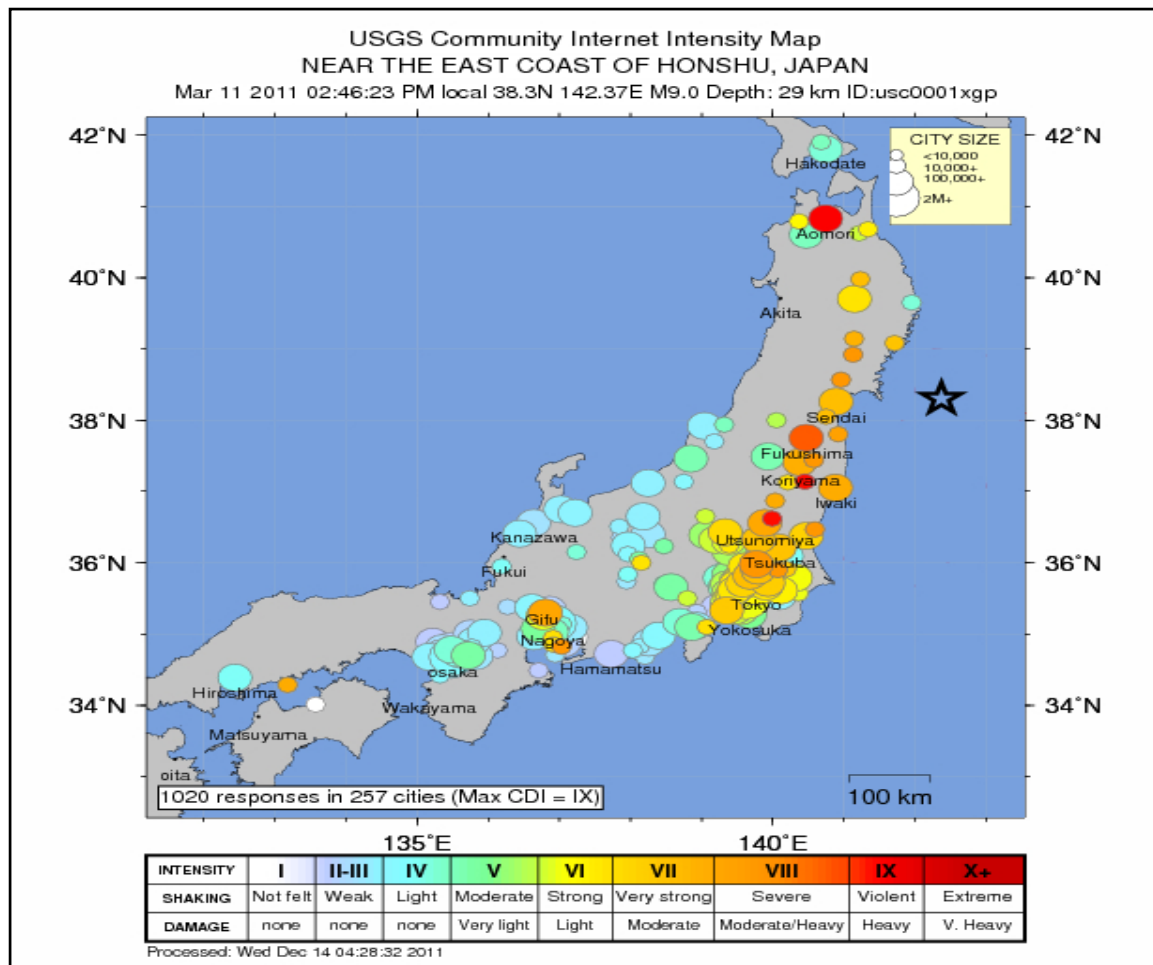 USGS Community Internet Intensity Map
NEAR THE EAST COAST OF HONSHU, JAPAN
Mar 11 2011 02:46:23 PM local 38.3N 142.37E M9.0 Depth: 29 km ID:usc0001xgp
42°N
42°N
CITY SIZE
<10,000
10,000+
100,000+
2M+
Hakodate
Aomori
40°N
40°N
Akita
38°N
38°N
Sendai
Fukushima
Koriyama
Iwaki
Kanazawa
Utsunomiya
36°N
36°N
Fukui
Tsukuba
Tokyo
Gifu
Yokosuka
Nagoya
Hamamatsu
osaka
Hiroshima
34°N
34°N
Wakayama
Matsuyama
oita
1020 responses in 257 cities (Max CDI = IX)
100 km
135°E
140°E
INTENSITY I II-III IV V VI VII VIII IX X+
SHAKING Not felt Weak Light Moderate Strong Very strong Severe Violent Extreme
DAMAGE none none none Very light Light Moderate Moderate/Heavy Heavy V. Heavy
Processed: Wed Dec 14 04:28:32 2011